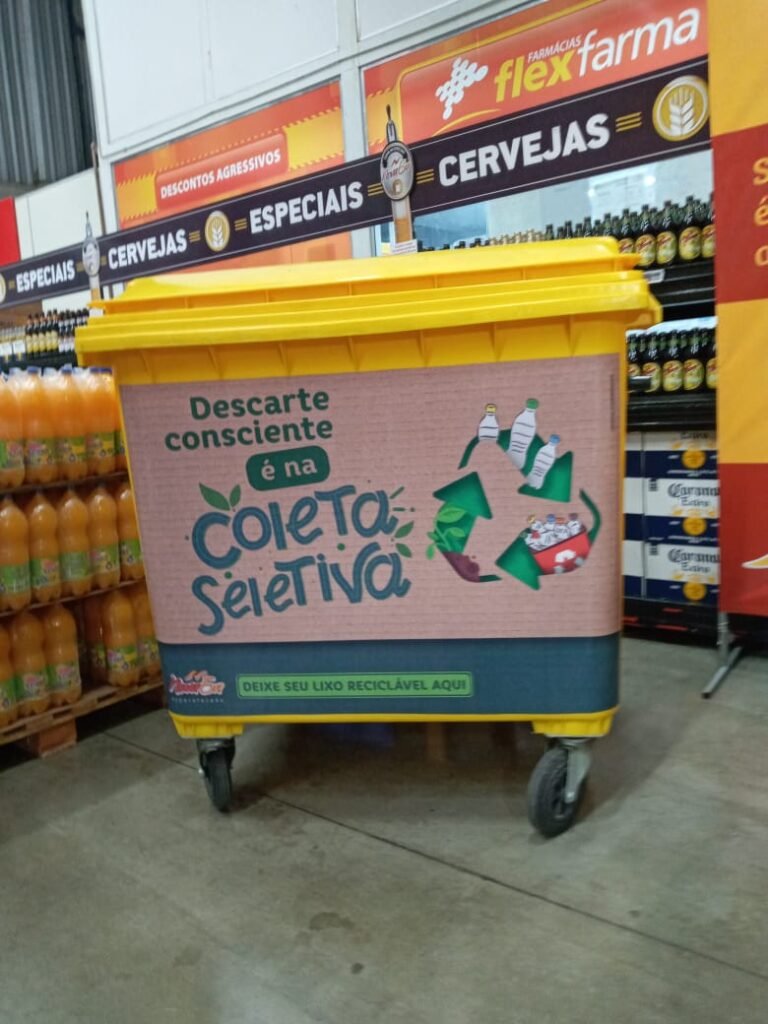 FARMÁCIAS
flexfarma
DESCONTOS AGRESSIVOS
ESPECIAIS
CERVEJAS
ESPECIAIS
CERVEJAS
Descarte
consciente
é na
Coleta
Seletiva
DEIXE SEU LIXO RECICLÁVEL AQUI
Corona
Extra
Corona
Extra